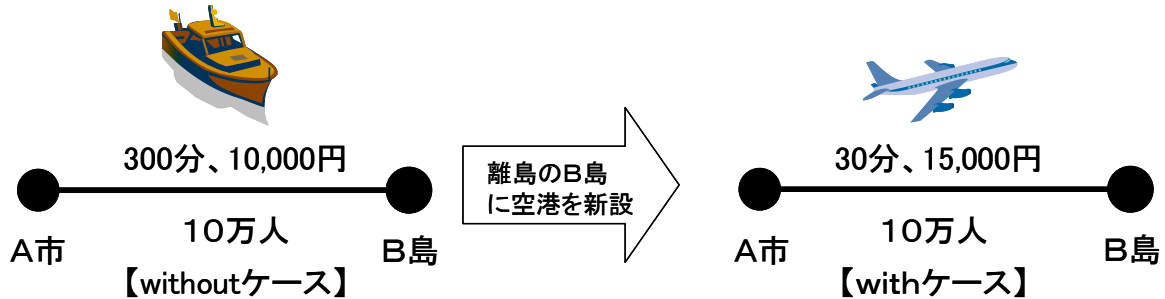 300分、10,000円
10万人
A市
B島
【withoutケース】
離島のB島
に空港を新設
30分、15,000円
10万人
A市
B島
【withケース】